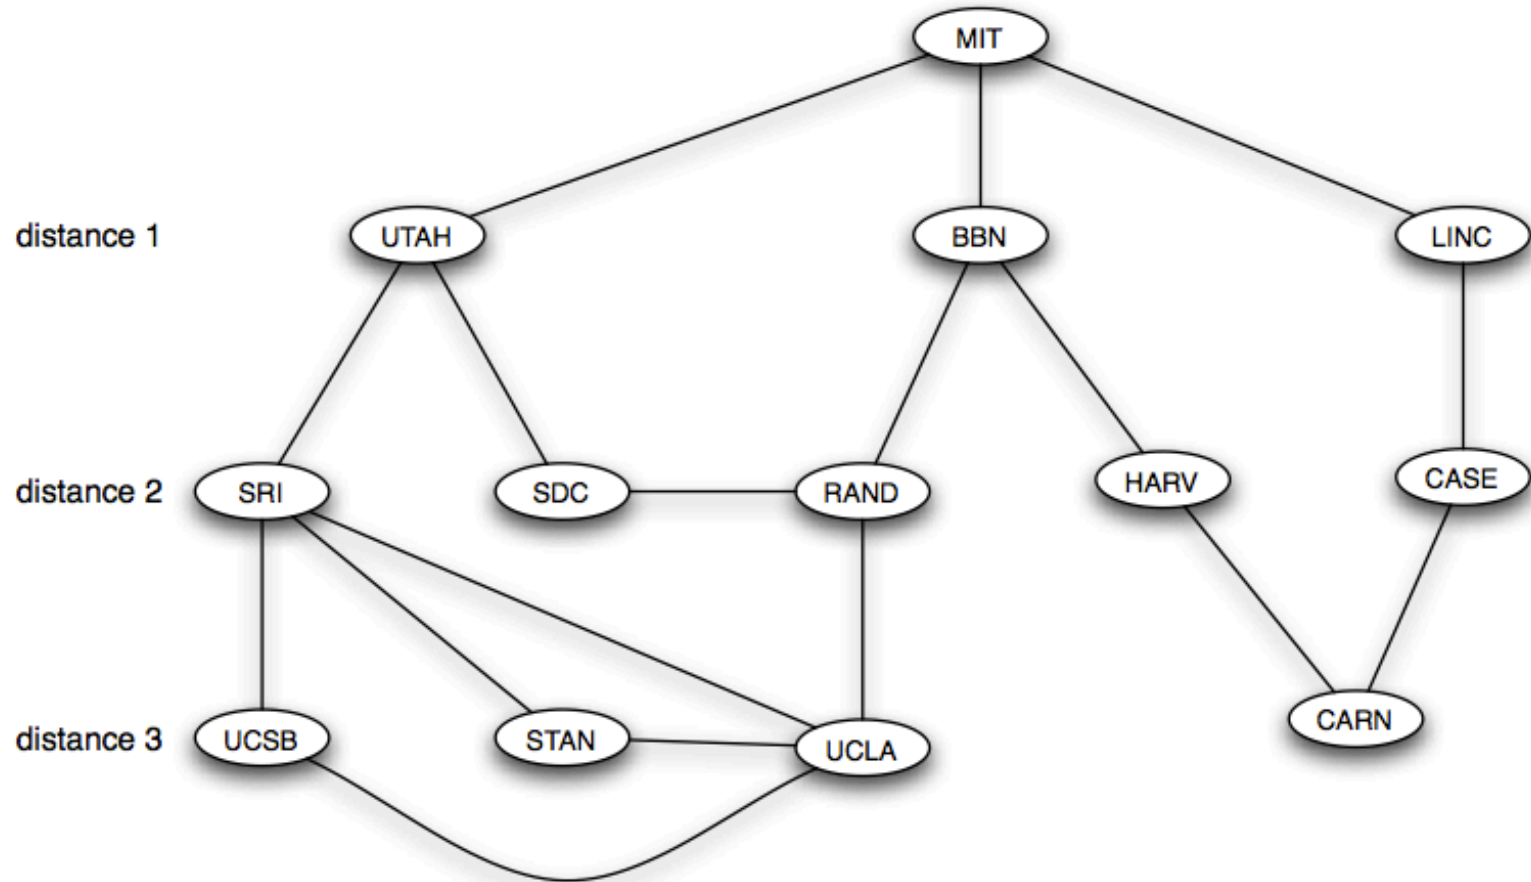 MIT
distance 1 UTAH BBN LINC
distance 2 SRI SDC RAND HARV CASE
distance 3 UCSB STAN UCLA CARN